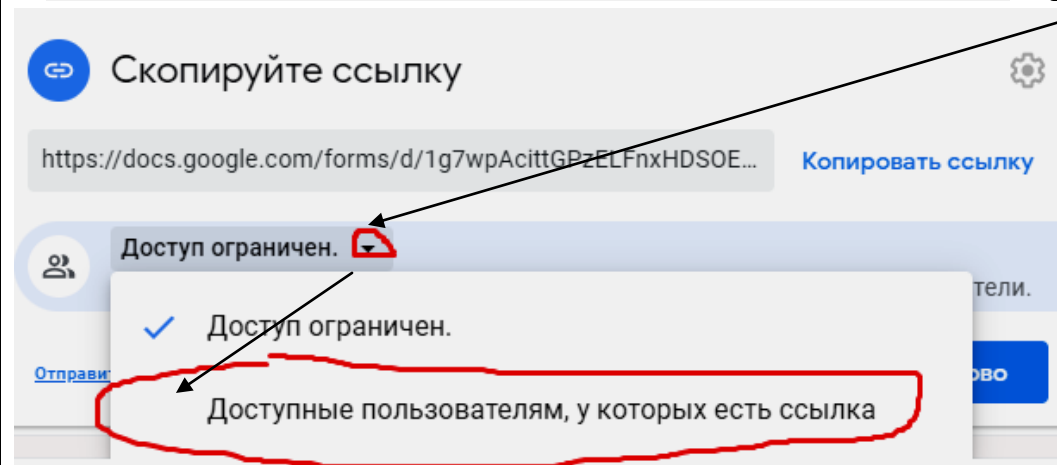 Скопируйте ссылку
https://docs.google.com/forms/d/1g7wpAcittGPzELFnxHDSOE...
Копировать ссылку
Доступ ограничен.
тели.
Доступ ограничен.
Отправи
ово
Доступные пользователям, у которых есть ссылка